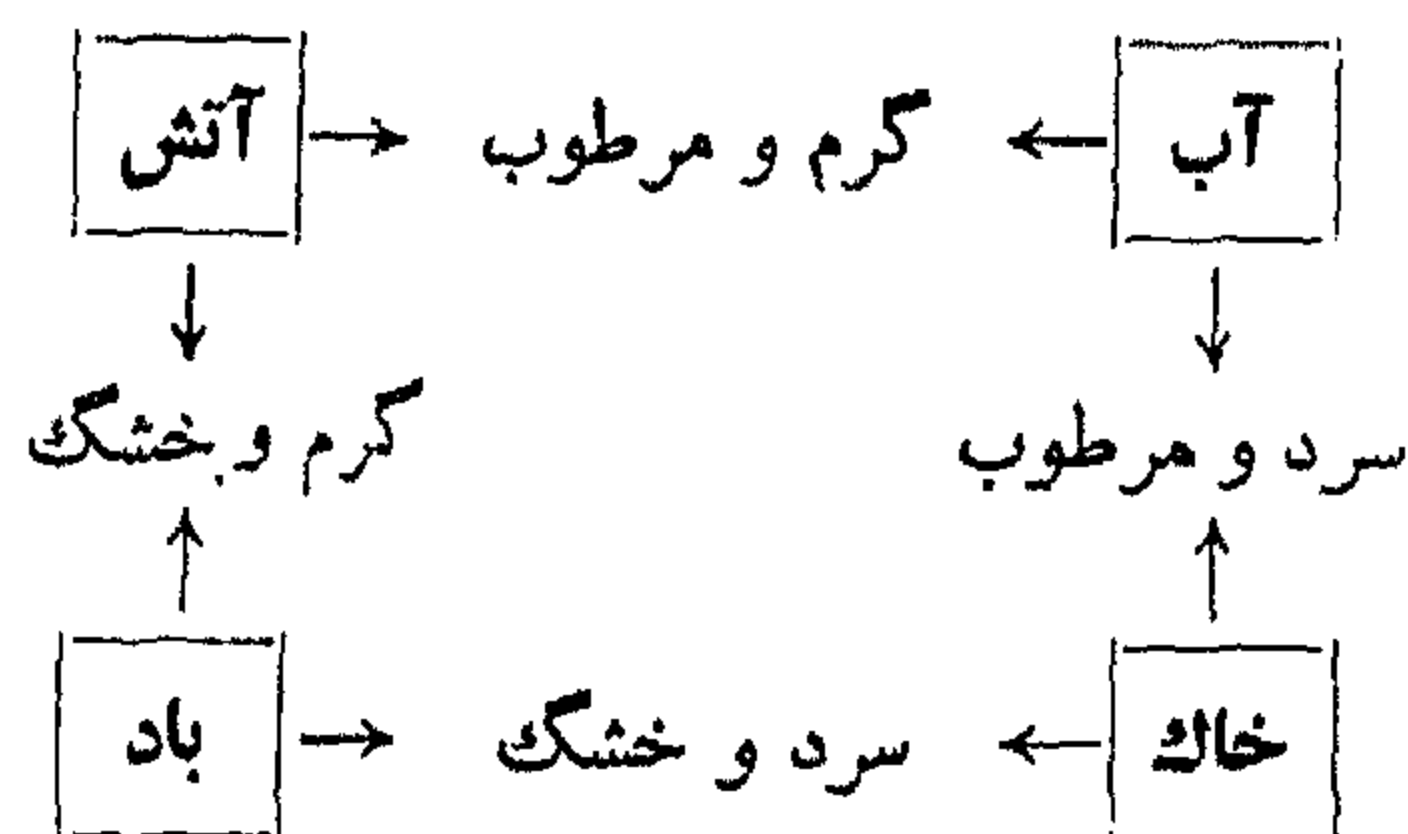 آب گرم و مرطوب آتش
سرد و مرطوب گرم و خشک
خاک سرد و خشک باد